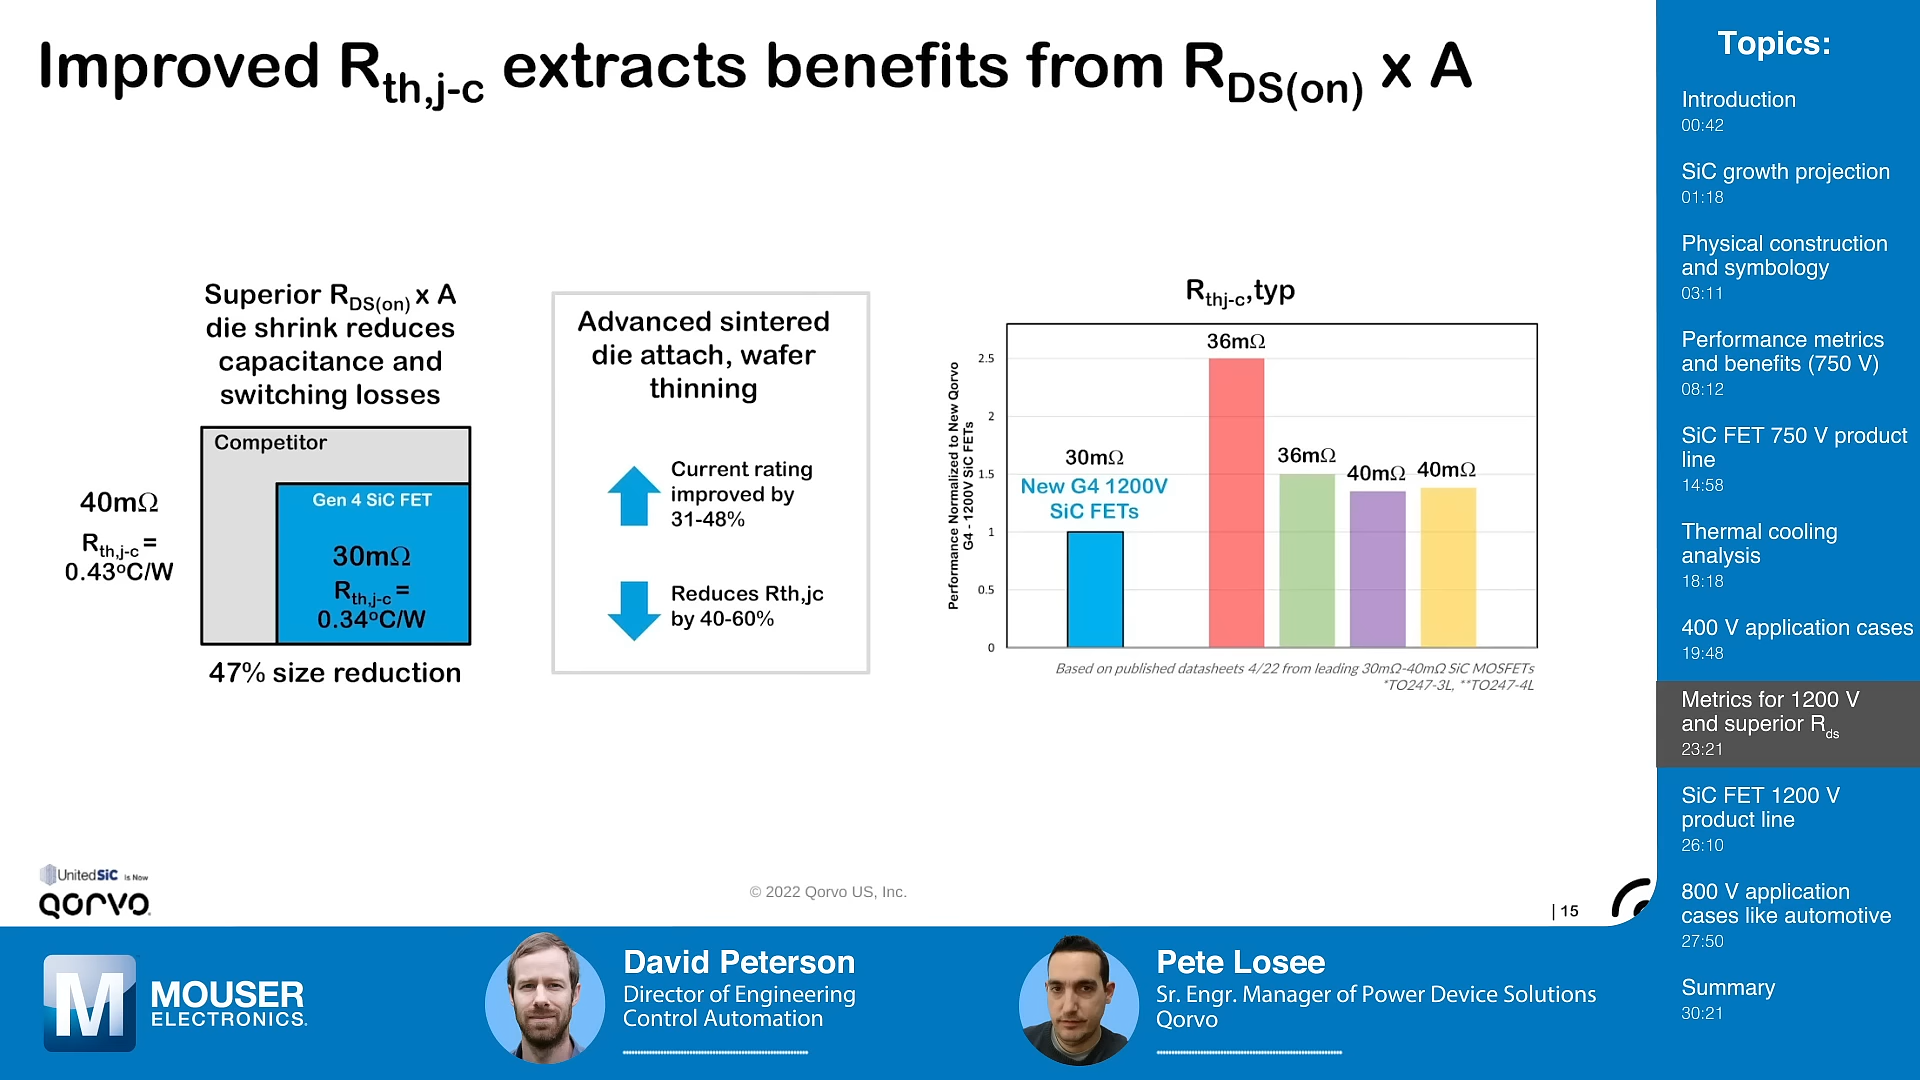 Improved Rth,j-c extracts benefits from RDS(on) x A
Superior RDS(on) x A
die shrink reduces
capacitance and
switching losses
Competitor
40mΩ
Rth,j-c =
0.43ºC/W
Gen 4 SiC FET
30mΩ
Rth,j-c =
0.34ºC/W
47% size reduction
Advanced sintered
die attach, wafer
thinning
Current rating
improved by
31-48%
Reduces Rth,jc
by 40-60%
Rthj-c,typ
Performance Normalized to New Qorvo
G4 - 1200V SiC FETs
2.5
2
1.5
1
0.5
0
30mΩ
New G4 1200V
SiC FETs
36mΩ
36mΩ
40mΩ
40mΩ
Based on published datasheets 4/22 from leading 30mΩ-40mΩ SiC MOSFETs
*TO247-3L, **TO247-4L
UnitedSiC is Now
QORVO
© 2022 Qorvo US, Inc.
| 15
Topics:
Introduction
00:42
SiC growth projection
01:18
Physical construction
and symbology
03:11
Performance metrics
and benefits (750 V)
08:12
SiC FET 750 V product
line
14:58
Thermal cooling
analysis
18:18
400 V application cases
19:48
Metrics for 1200 V
and superior Rds
23:21
SiC FET 1200 V
product line
26:10
800 V application
cases like automotive
27:50
Summary
30:21
M
MOUSER
ELECTRONICS.
David Peterson
Director of Engineering
Control Automation
Pete Losee
Sr. Engr. Manager of Power Device Solutions
Qorvo